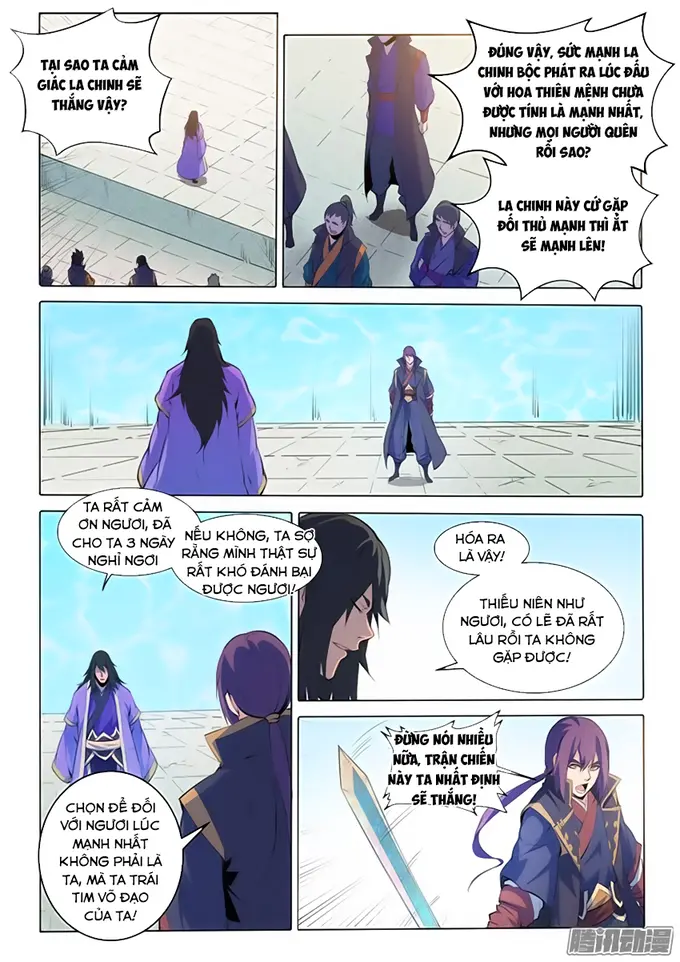 TẠI SAO TA CẢM
GIÁC LA CHINH SẼ
THẮNG VẬY?
ĐÚNG VẬY, SỨC MẠNH LA
CHINH BỘC PHÁT RA LÚC ĐẤU
VỚI HOA THIÊN MỆNH CHƯA
ĐƯỢC TÍNH LÀ MẠNH NHẤT,
NHƯNG MỌI NGƯỜI QUÊN
RỒI SAO?
LA CHINH NÀY CỨ GẶP
ĐỐI THỦ MẠNH THÌ ẮT
SẼ MẠNH LÊN!
TA RẤT CẢM
ƠN NGƯƠI, ĐÃ
CHO TA 3 NGÀY
NGHỈ NGƠI
NẾU KHÔNG, TA SỢ
RẰNG MÌNH THẬT SỰ
RẤT KHÓ ĐÁNH BẠI
ĐƯỢC NGƯƠI!
HÓA RA
LÀ VẬY!
THIẾU NIÊN NHƯ
NGƯƠI, CÓ LẼ ĐÃ RẤT
LÂU RỒI TA KHÔNG
GẶP ĐƯỢC!
CHỌN ĐỂ ĐỐI
VỚI NGƯƠI LÚC
MẠNH NHẤT
KHÔNG PHẢI LÀ
TA, MÀ TA TRÁI
TIM VÕ ĐẠO
CỦA TA!
ĐỪNG NÓI NHIỀU
NỮA, TRẬN CHIẾN
NÀY TA NHẤT ĐỊNH
SẼ THẮNG!
腾讯动漫